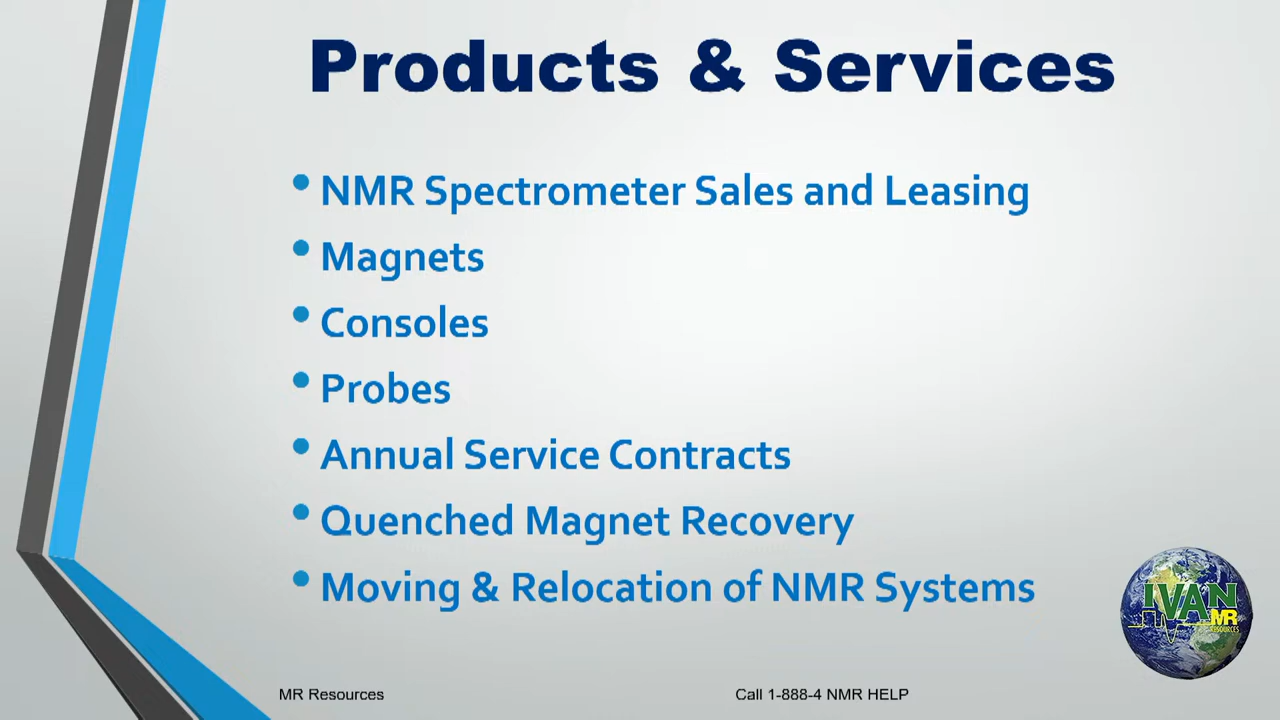 Products & Services
• NMR Spectrometer Sales and Leasing
• Magnets
• Consoles
• Probes
• Annual Service Contracts
• Quenched Magnet Recovery
• Moving & Relocation of NMR Systems
IVAN
MR
RESOURCES
MR Resources
Call 1-888-4 NMR HELP